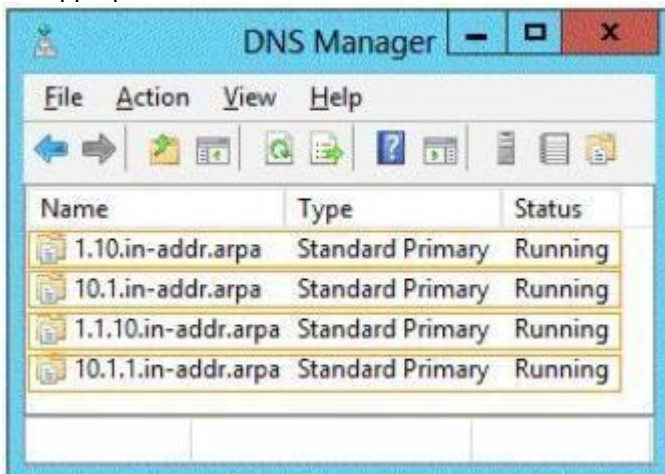 DNS Manager
File Action View Help
Name Type Status
1.10.in-addr.arpa Standard Primary Running
10.1.in-addr.arpa Standard Primary Running
1.1.10.in-addr.arpa Standard Primary Running
10.1.1.in-addr.arpa Standard Primary Running